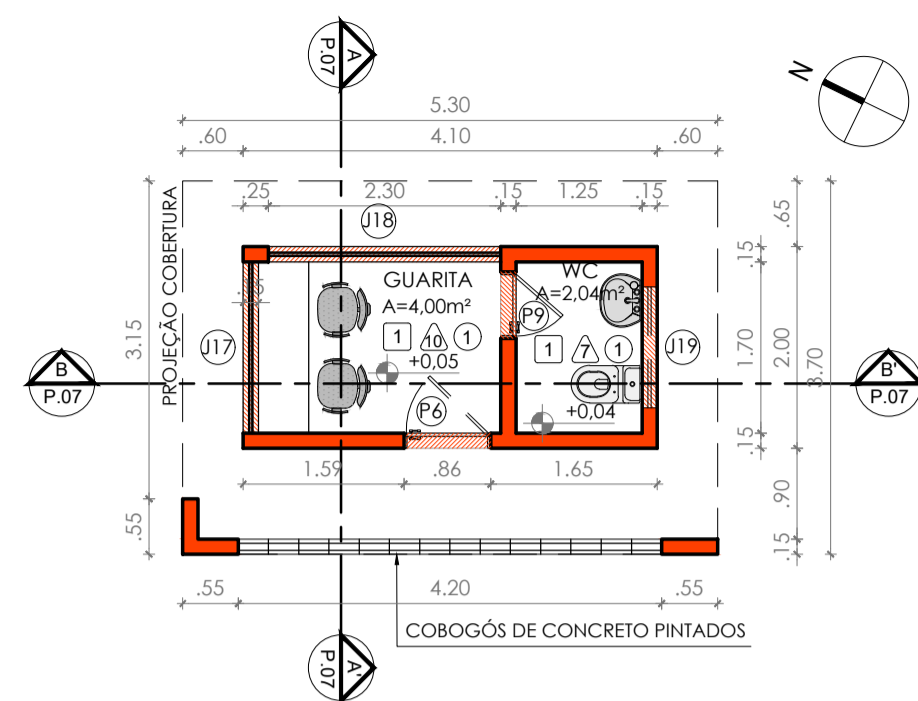 A
P.07
N
5.30
.60
4.10
.60
.25
2.30
.15
1.25
.15
J18
PROJEÇÃO COBERTURA
3.15
.55
GUARITA
A=4,00m²
1
10
1
+0,05
WC
A=2,04m²
P9
1
7
1
+0,04
J17
J19
P6
B
P.07
B'
P.07
.65
.15
1.70
2.00
3.70
.15
.90
.15
1.59
.86
1.65
.55
4.20
.55
COBOGÓS DE CONCRETO PINTADOS
A'
P.07